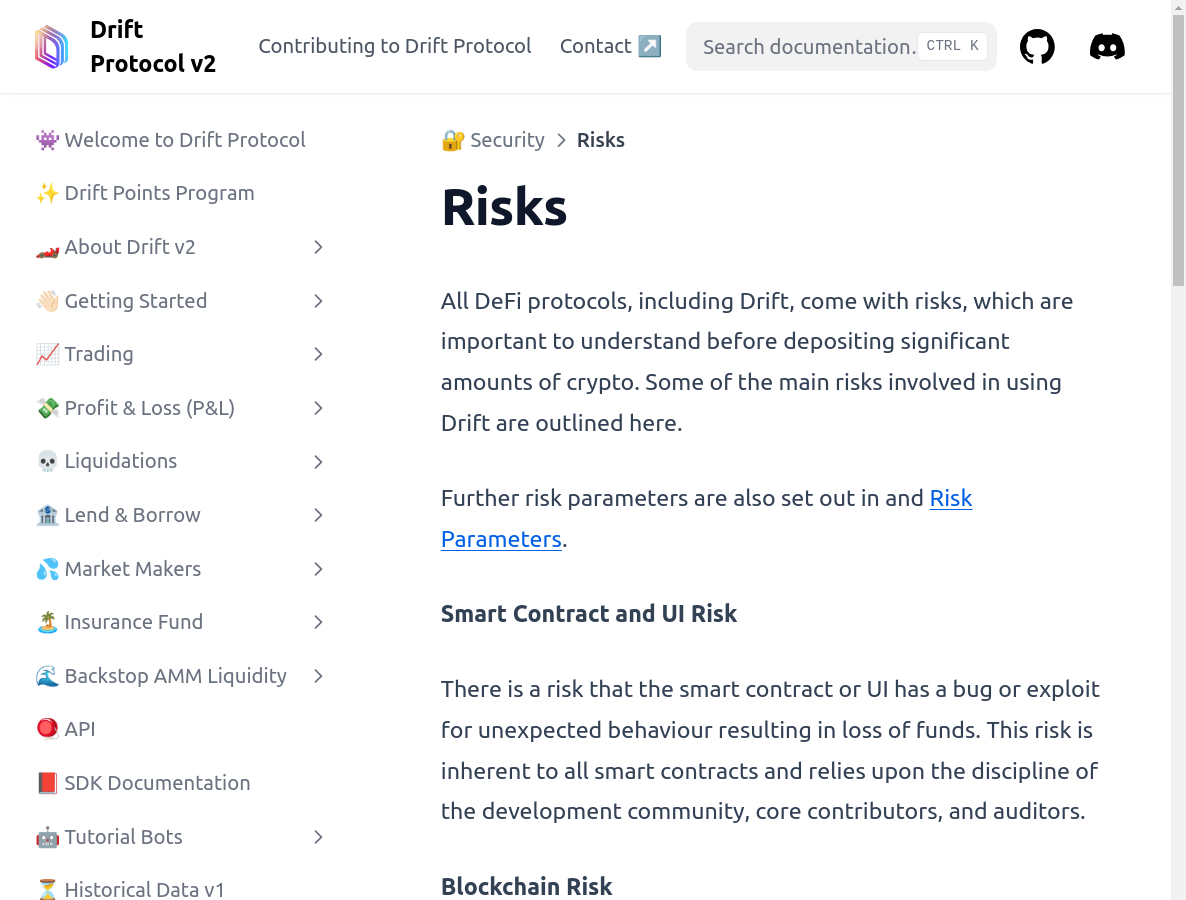 Drift
Protocol v2
Contributing to Drift Protocol
Contact ↗️
Search documentation.
CTRL K
👾 Welcome to Drift Protocol
✨ Drift Points Program
🏎️ About Drift v2
👋🏻 Getting Started
📈 Trading
💸 Profit & Loss (P&L)
💀 Liquidations
🏦 Lend & Borrow
💦 Market Makers
🏝️ Insurance Fund
🌊 Backstop AMM Liquidity
🪀 API
📕 SDK Documentation
🤖 Tutorial Bots
⏳ Historical Data v1
🔐 Security > Risks
Risks
All DeFi protocols, including Drift, come with risks, which are
important to understand before depositing significant
amounts of crypto. Some of the main risks involved in using
Drift are outlined here.
Further risk parameters are also set out in and Risk
Parameters.
Smart Contract and UI Risk
There is a risk that the smart contract or UI has a bug or exploit
for unexpected behaviour resulting in loss of funds. This risk is
inherent to all smart contracts and relies upon the discipline of
the development community, core contributors, and auditors.
Blockchain Risk